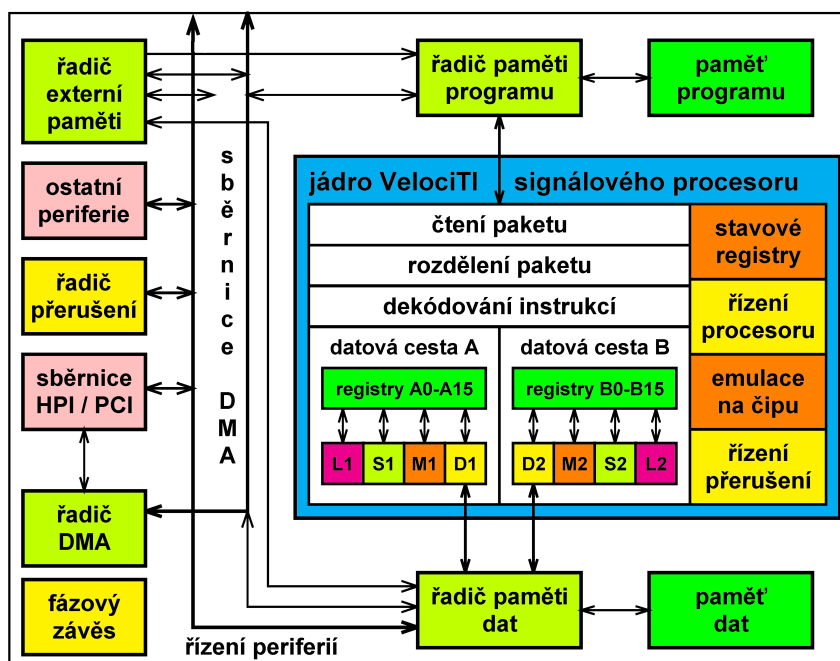 řadič
externí
paměti
ostatní
periferie
řadič
přerušení
sběrnice
HPI / PCI
řadič
DMA
fázový
závěs
sběrnice DMA
řízení periferií
řadič paměti
programu
paměť
programu
jádro VelociTI signálového procesoru
čtení paketu
rozdělení paketu
dekódování instrukcí
datová cesta A
registry A0-A15
L1 S1 M1 D1
datová cesta B
registry B0-B15
D2 M2 S2 L2
stavové
registry
řízení
procesoru
emulace
na čipu
řízení
přerušení
řadič paměti
dat
paměť
dat